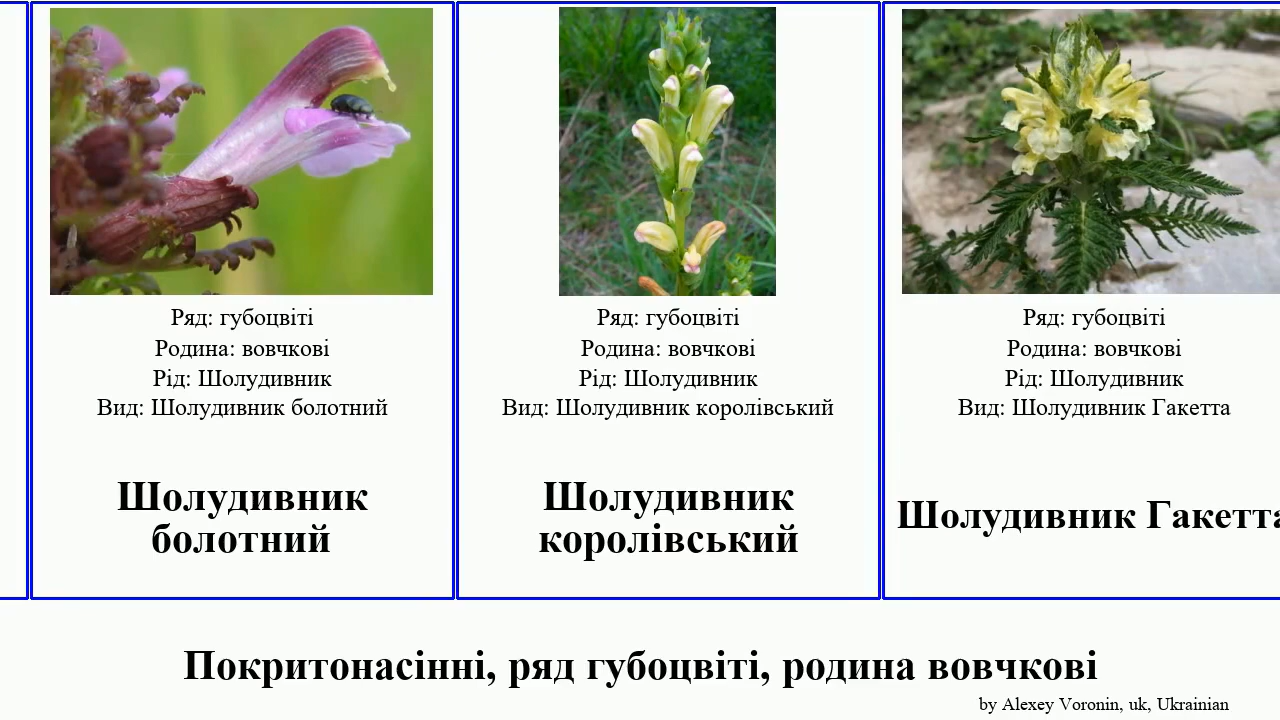 Ряд: губоцвіті
Родина: вовчкові
Рід: Шолудивник
Вид: Шолудивник болотний
Шолудивник
болотний
Ряд: губоцвіті
Родина: вовчкові
Рід: Шолудивник
Вид: Шолудивник королівський
Шолудивник
королівський
Ряд: губоцвіті
Родина: вовчкові
Рід: Шолудивник
Вид: Шолудивник Гакетта
Шолудивник Гакетта
Покритонасінні, ряд губоцвіті, родина вовчкові
by Alexey Voronin, uk, Ukrainian